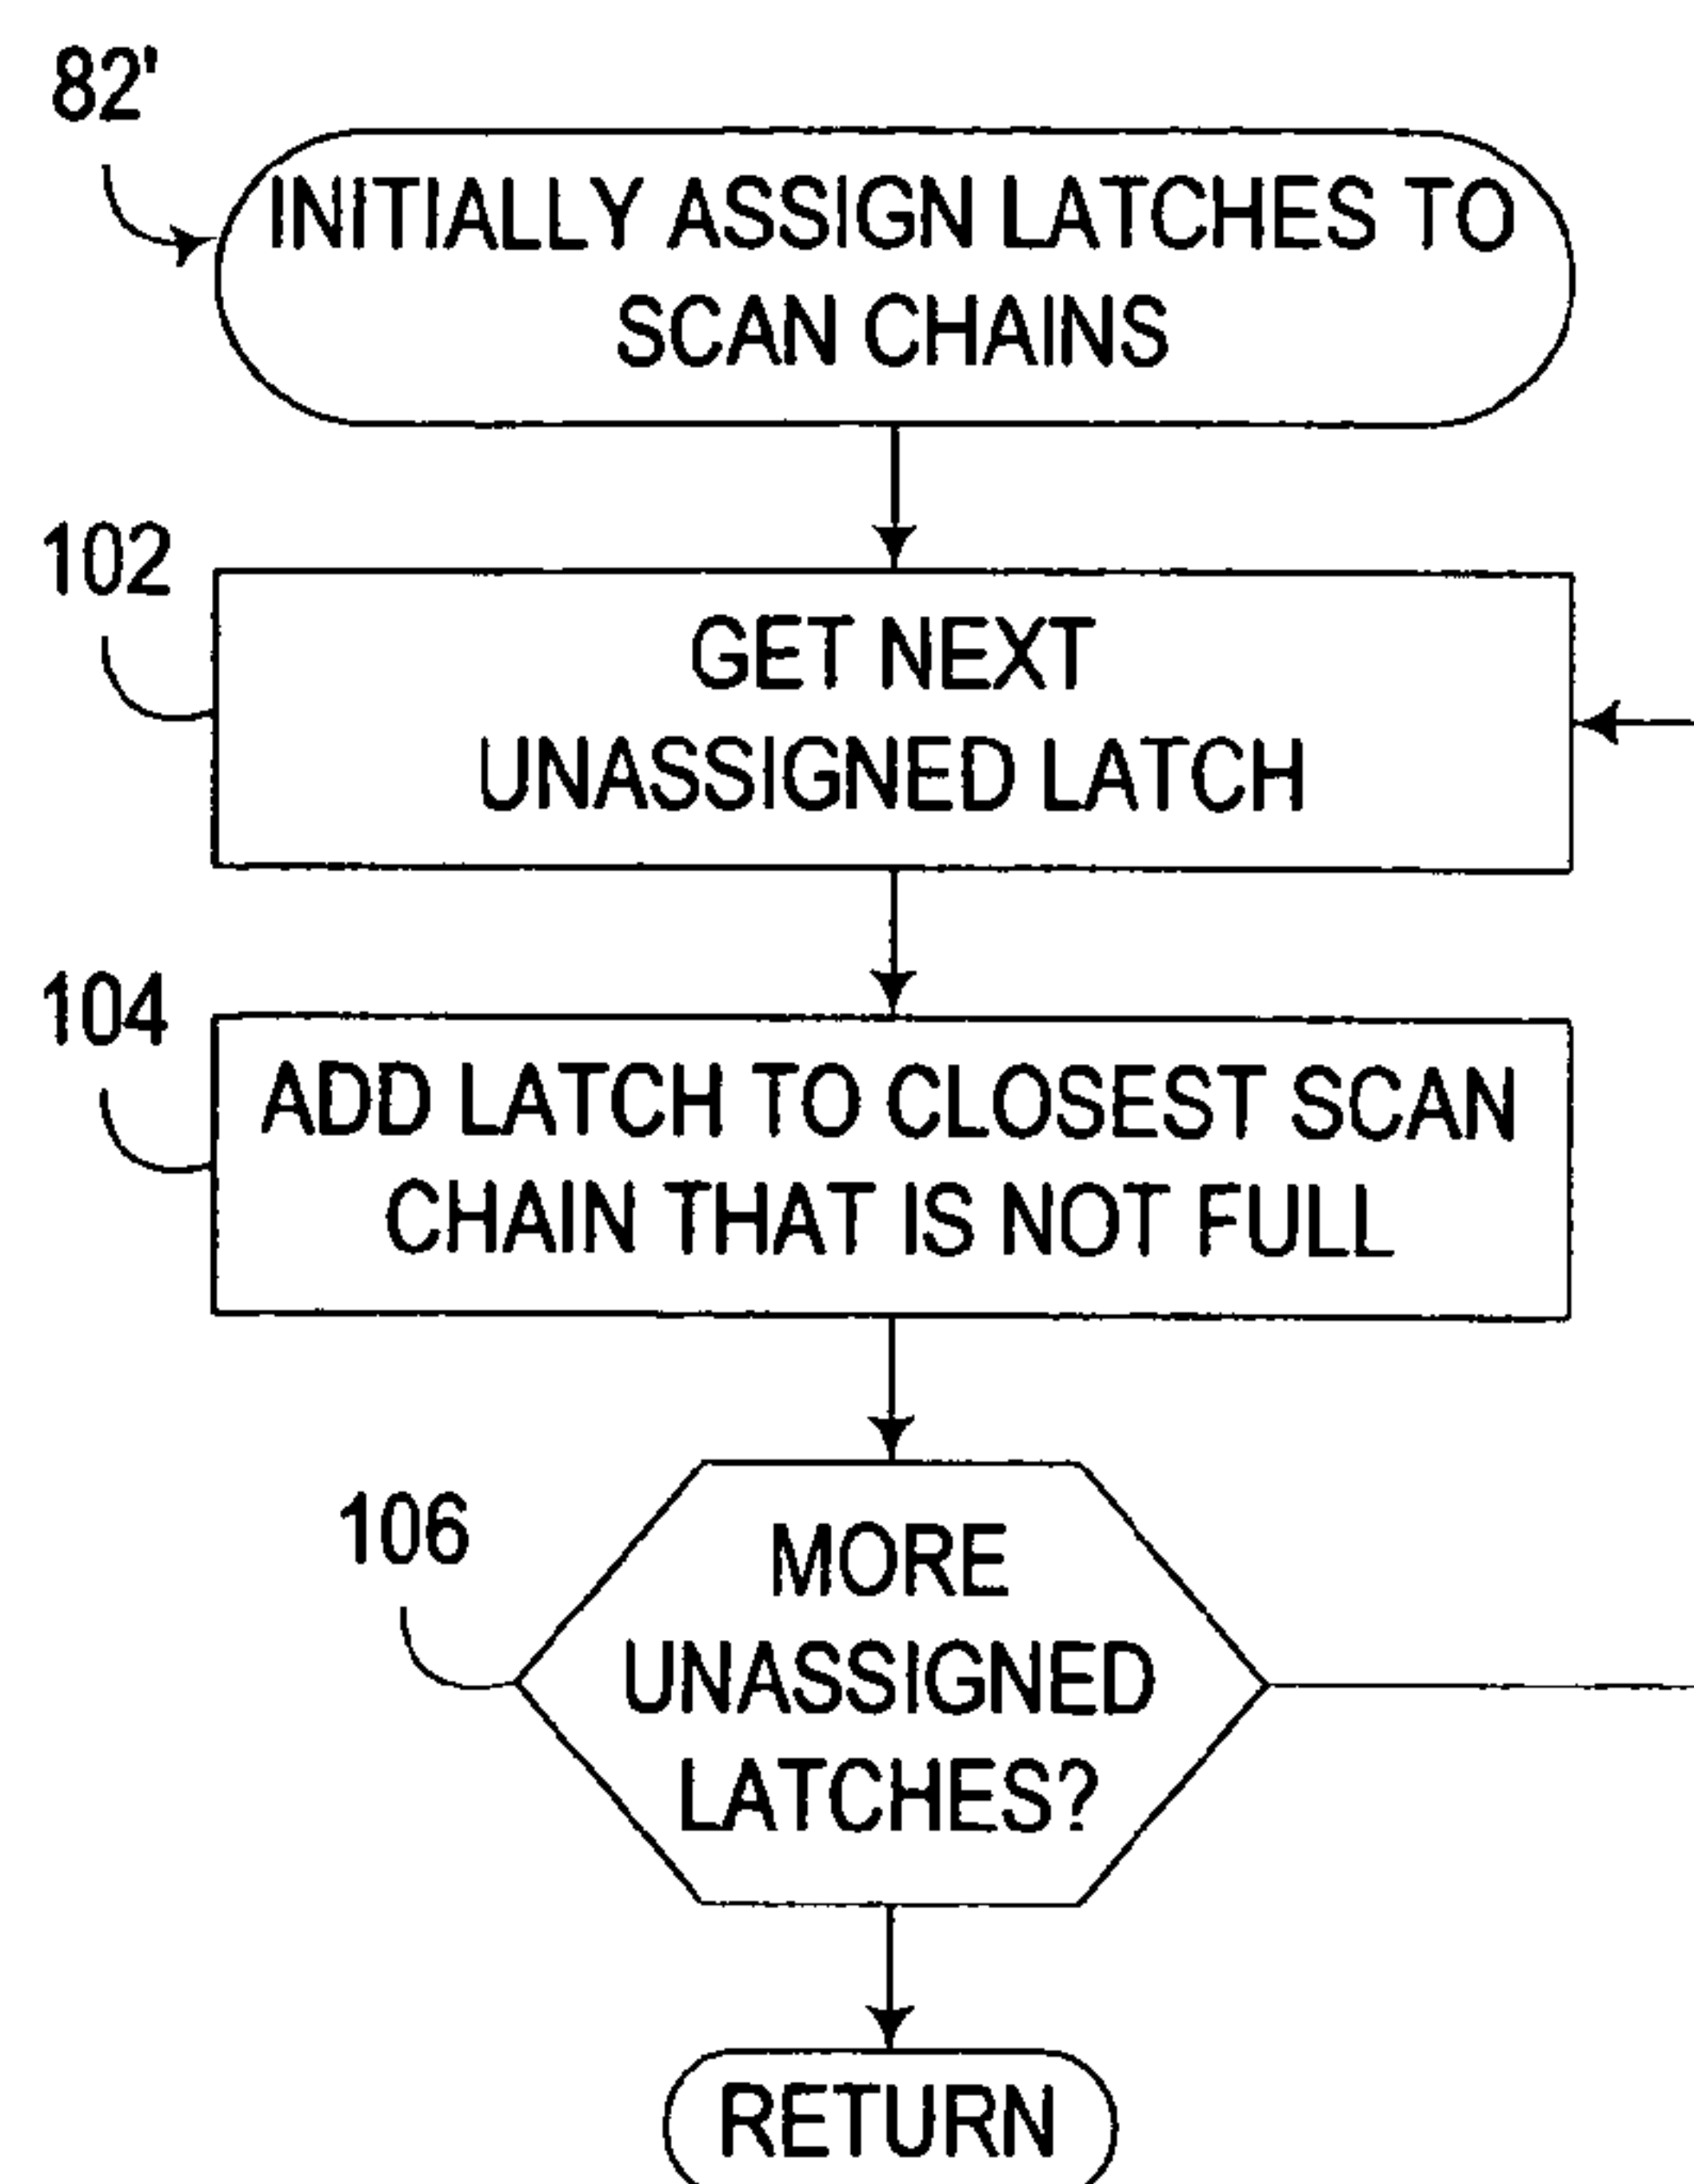 82'
INITIALLY ASSIGN LATCHES TO
SCAN CHAINS
102
GET NEXT
UNASSIGNED LATCH
104
ADD LATCH TO CLOSEST SCAN
CHAIN THAT IS NOT FULL
106
MORE
UNASSIGNED
LATCHES?
RETURN